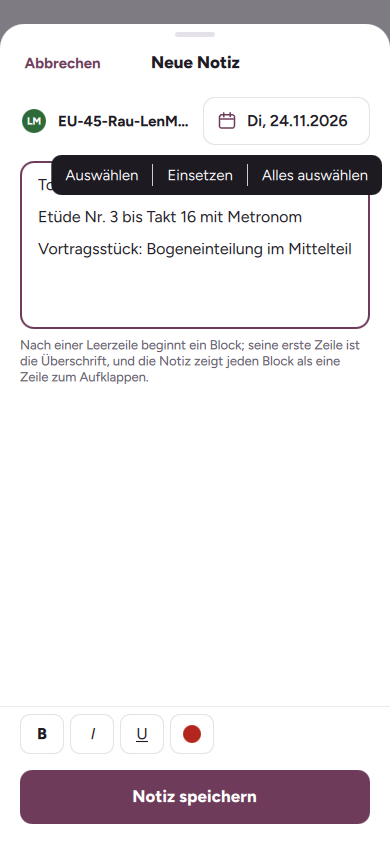 Abbrechen
Neue Notiz
LM
EU-45-Rau-LenM...
Di, 24.11.2026
Auswählen
Einsetzen
Alles auswählen
Etüde Nr. 3 bis Takt 16 mit Metronom
Vortragsstück: Bogeneinteilung im Mittelteil
Nach einer Leerzeile beginnt ein Block; seine erste Zeile ist
die Überschrift, und die Notiz zeigt jeden Block als eine
Zeile zum Aufklappen.
B
I
U
Notiz speichern